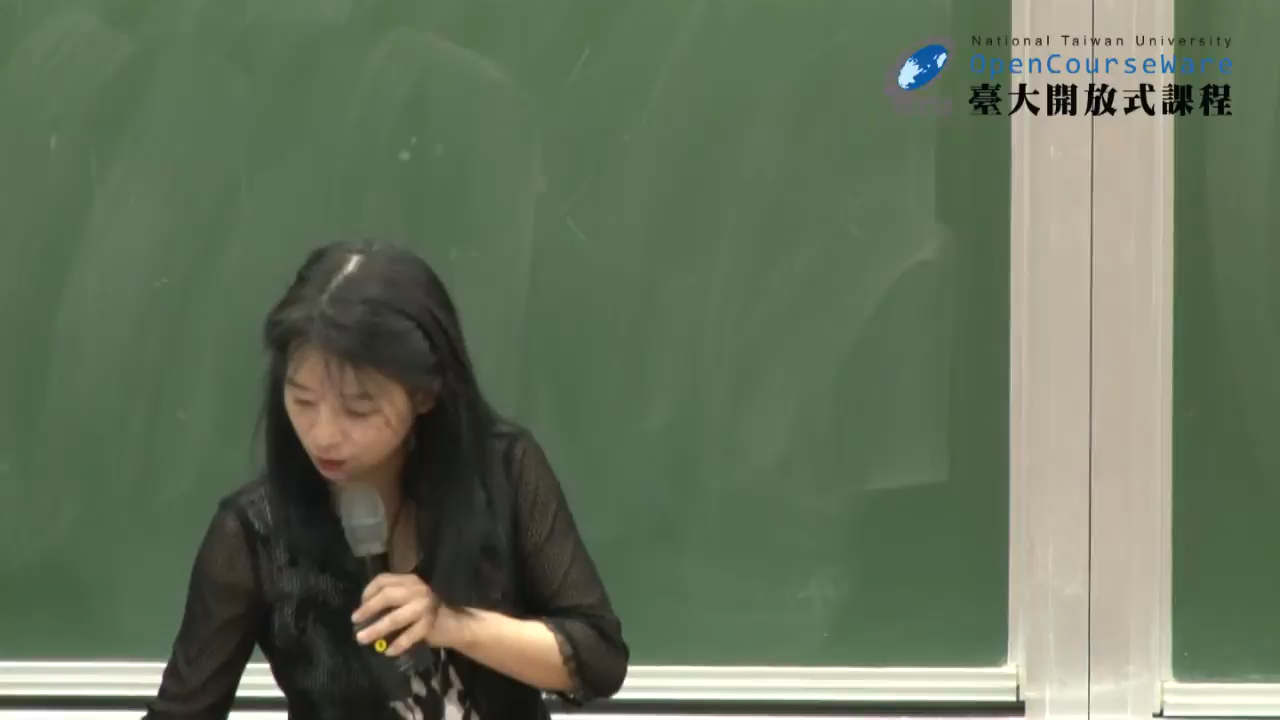 National Taiwan University
OpenCourseWare
臺大開放式課程